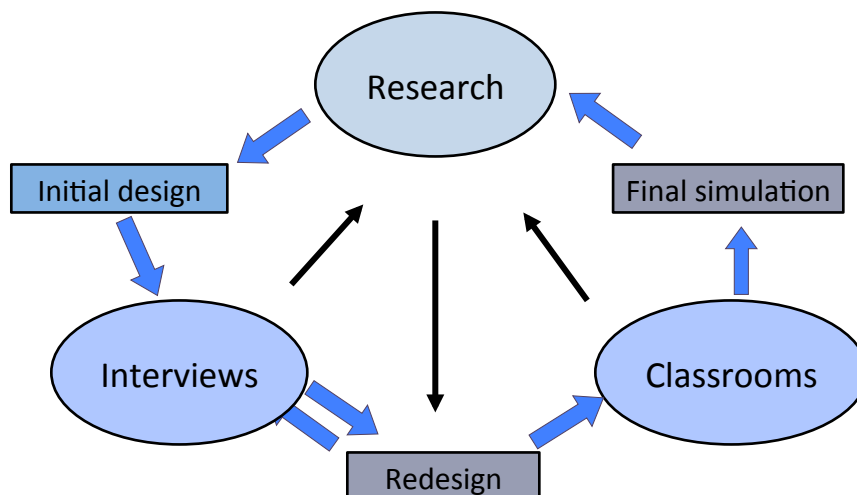 Research
Initial design
Final simulation
Interviews
Classrooms
Redesign